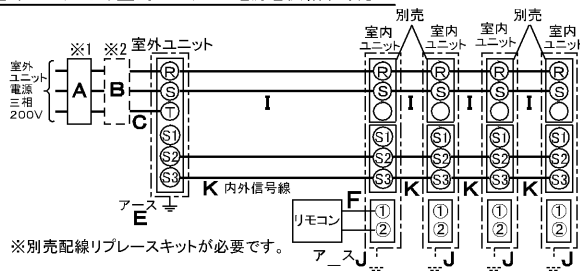 別売 別売
※1 ※2 室外ユニット 室内ユニット 室内ユニット 室内ユニット 室内ユニット
室外
ユニット
電源
三相
200V
A B C
R R R R R
S I S I S I S I S
T
S1 S1 S1 S1 S1
S2 S2 S2 S2 S2
S3 K 内外信号線 S3 K S3 K S3 K S3
アース
E
リモコン F ① ① ① ①
② ② ② ②
※別売配線リプレースキットが必要です。 アース J J J J